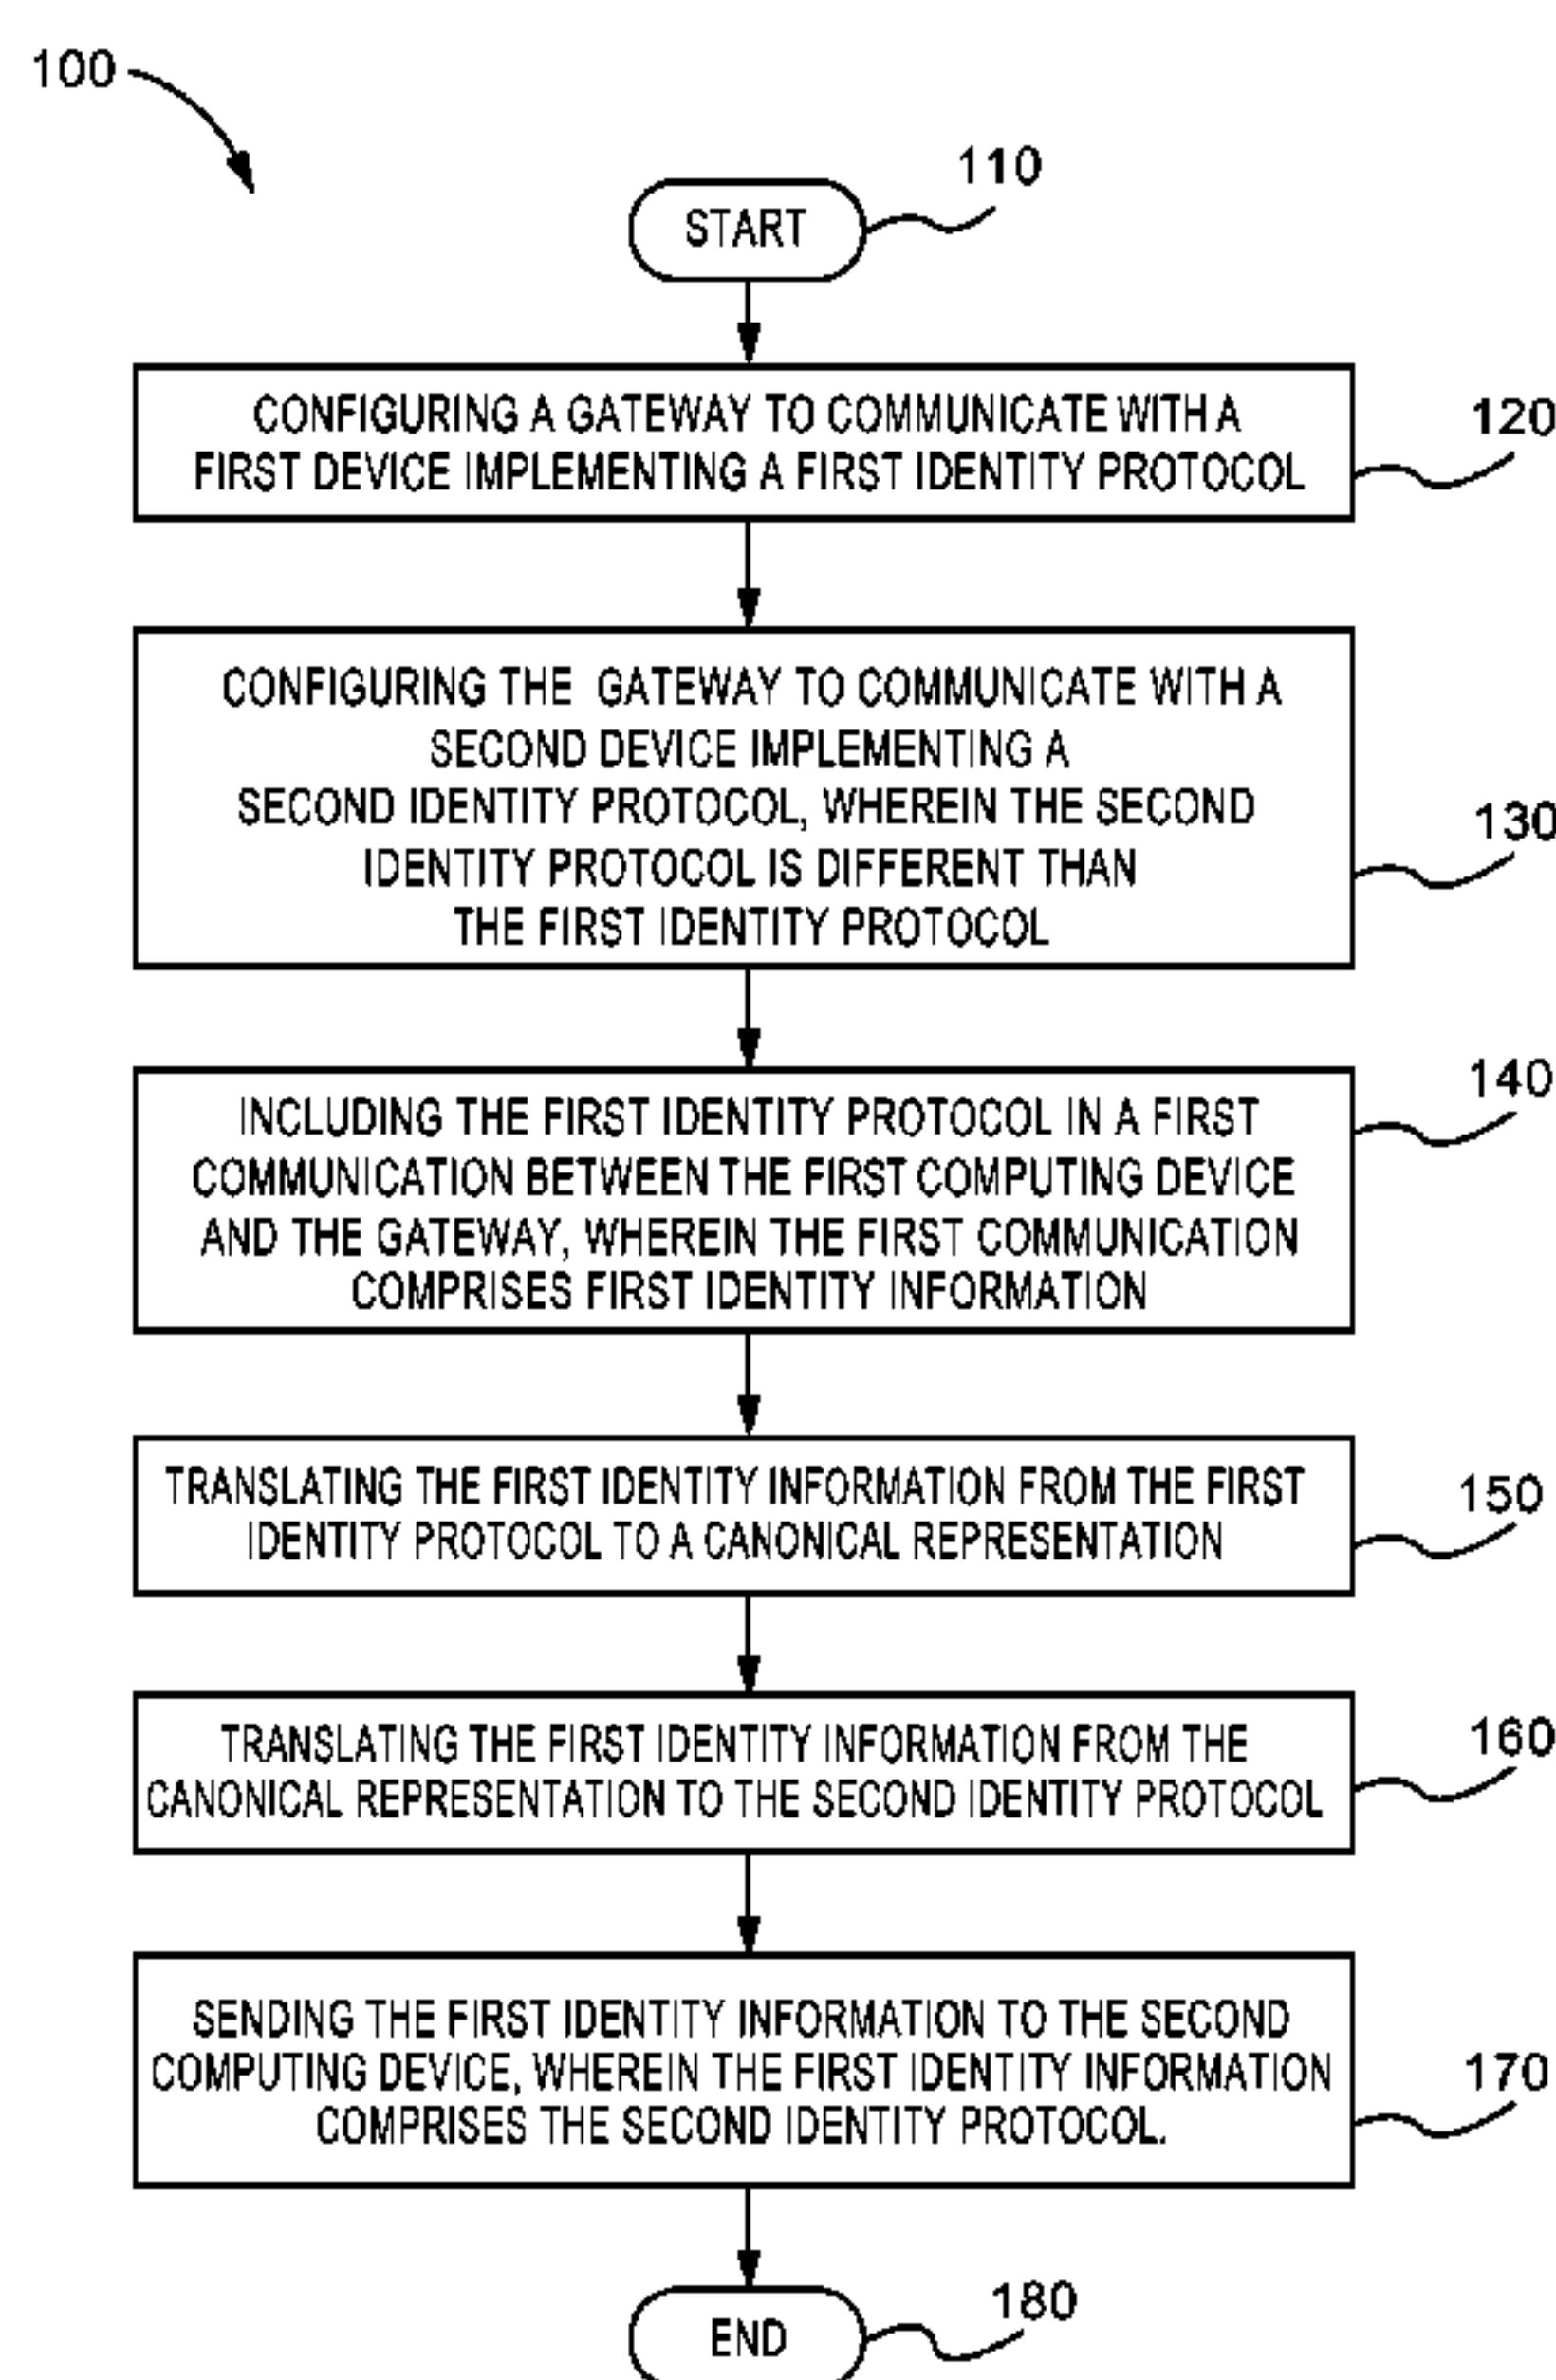 100
110
START
CONFIGURING A GATEWAY TO COMMUNICATE WITH A
FIRST DEVICE IMPLEMENTING A FIRST IDENTITY PROTOCOL
120
CONFIGURING THE GATEWAY TO COMMUNICATE WITH A
SECOND DEVICE IMPLEMENTING A
SECOND IDENTITY PROTOCOL, WHEREIN THE SECOND
IDENTITY PROTOCOL IS DIFFERENT THAN
THE FIRST IDENTITY PROTOCOL
130
INCLUDING THE FIRST IDENTITY PROTOCOL IN A FIRST
COMMUNICATION BETWEEN THE FIRST COMPUTING DEVICE
AND THE GATEWAY, WHEREIN THE FIRST COMMUNICATION
COMPRISES FIRST IDENTITY INFORMATION
140
TRANSLATING THE FIRST IDENTITY INFORMATION FROM THE FIRST
IDENTITY PROTOCOL TO A CANONICAL REPRESENTATION
150
TRANSLATING THE FIRST IDENTITY INFORMATION FROM THE
CANONICAL REPRESENTATION TO THE SECOND IDENTITY PROTOCOL
160
SENDING THE FIRST IDENTITY INFORMATION TO THE SECOND
COMPUTING DEVICE, WHEREIN THE FIRST IDENTITY INFORMATION
COMPRISES THE SECOND IDENTITY PROTOCOL.
170
END
180